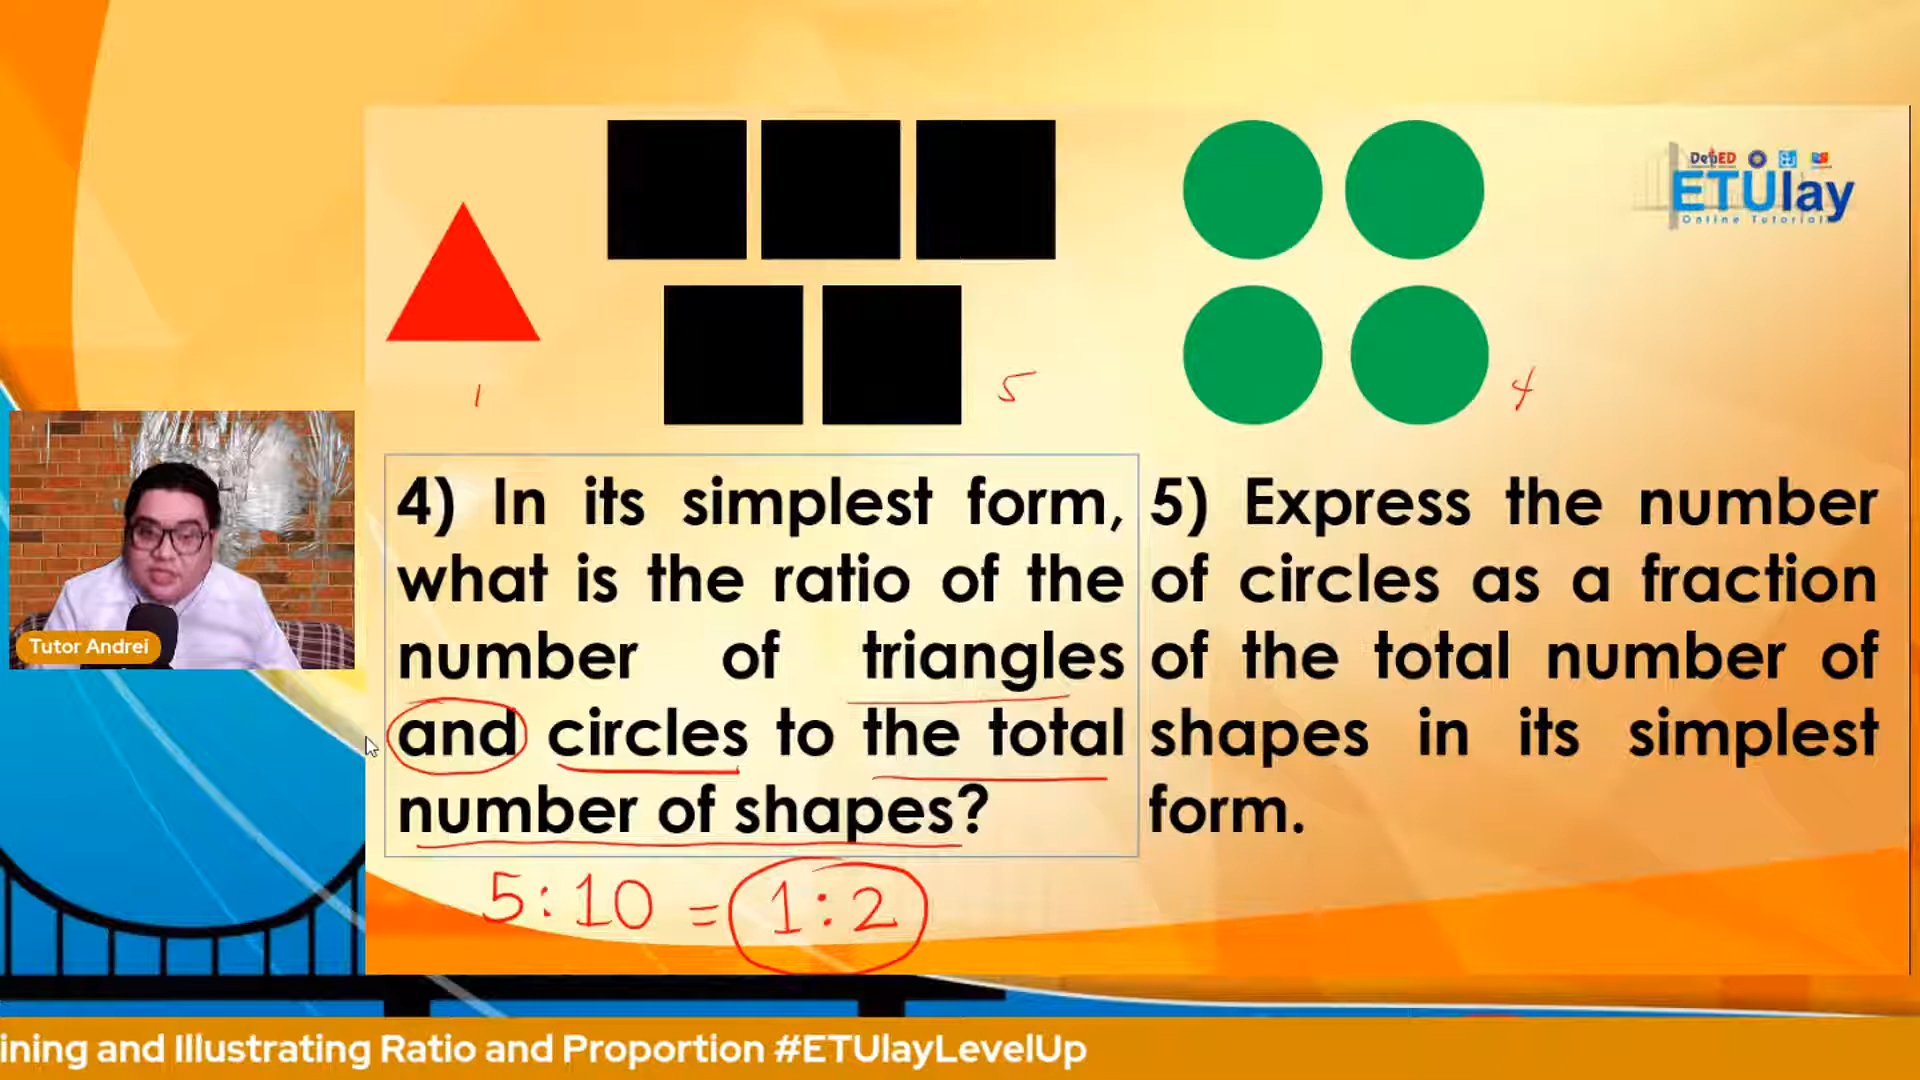 DepED
ETUlay
Online Tutorial
1
5
4
Tutor Andrei
4) In its simplest form,
what is the ratio of the
number of triangles
and circles to the total
number of shapes?
5:10 = 1:2
5) Express the number
of circles as a fraction
of the total number of
shapes in its simplest
form.
ining and Illustrating Ratio and Proportion #ETUlayLevelUp